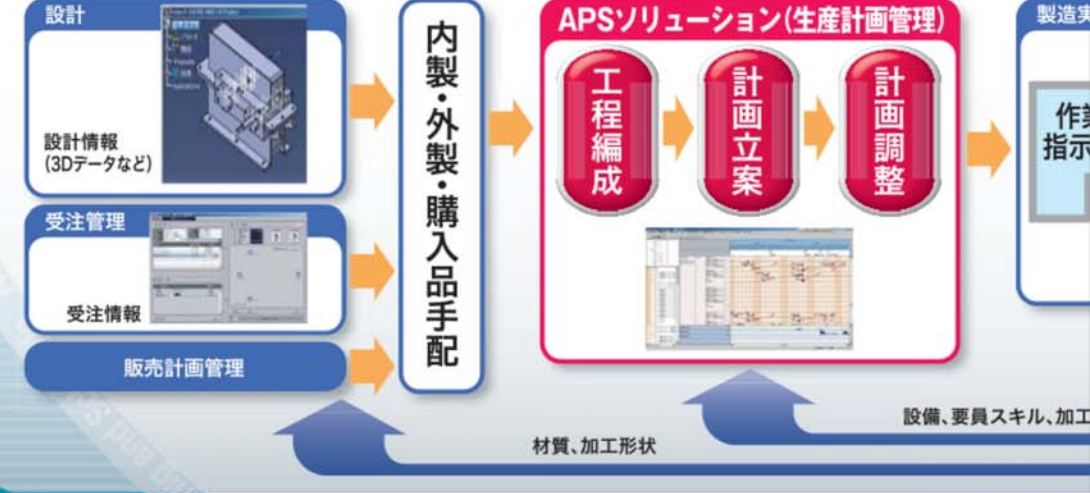 設計
設計情報
(3Dデータなど)
受注管理
受注情報
販売計画管理
内製・外製・購入品手配
APSソリューション(生産計画管理)
工程編成
計画立案
計画調整
製造実
作業
指示
設備、要員スキル、加工
材質、加工形状